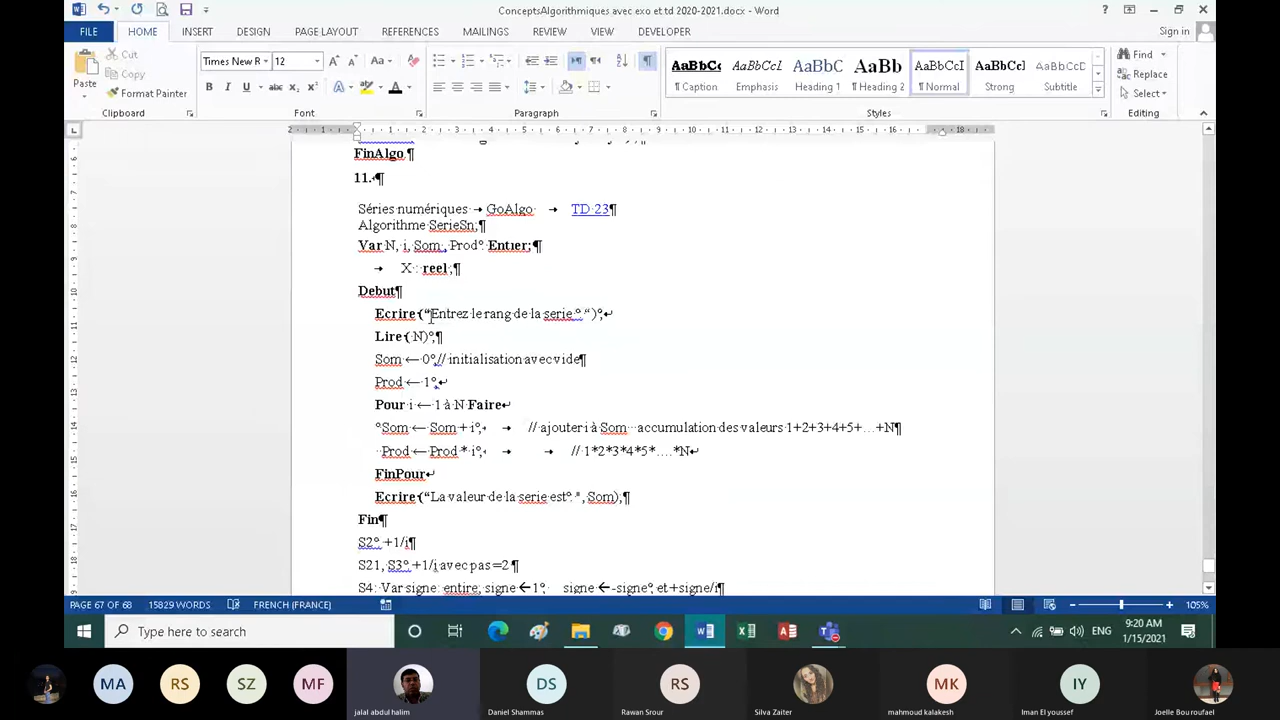 ConceptsAlgorithmiques avec exo et td 2020-2021.docx - Word
FILE HOME INSERT DESIGN PAGE LAYOUT REFERENCES MAILINGS REVIEW VIEW DEVELOPER Sign in
Paste Cut Copy Format Painter
Times New R 12
AaBbCc AaBbCcL AaBbCc AaBb AaBbCcI AaBbCcI AaBbCcL
¶ Caption Emphasis Heading 1 ¶ Heading 2 ¶ Normal Strong Subtitle
Find Replace Select
Clipboard Font Paragraph Styles Editing
FinAlgo ¶
11. ¶
Séries numériques → GoAlgo → TD 23¶
Algorithme SerieSn;¶
Var N, i, Som , Prod° Entier; ¶
→ X : reel ;¶
Debut¶
Ecrire (“Entrez le rang de la serie ° “)°;↵
Lire ( N)°;¶
Som ← 0°;// initialisation avec vide¶
Prod ← 1°;↵
Pour i ← 1 à N Faire↵
°Som ← Som + i°; → // ajouter i à Som accumulation des valeurs 1+2+3+4+5+…+N¶
Prod ← Prod * i°; → → // 1*2*3*4*5*….*N¶
FinPour↵
Ecrire (“La valeur de la serie est° ", Som);¶
Fin¶
S2° +1/i¶
S21, S3° +1/i avec pas=2 ¶
S4 : Var signe : entire; signe ← 1°; signe ← -signe°; et +signe/i¶
PAGE 67 OF 68 15829 WORDS FRENCH (FRANCE) 105%
Type here to search
ENG 9:20 AM 1/15/2021
MA RS SZ MF DS RS MK IY
jalal abdul halim Daniel Shammas Rawan Srour Silva Zaiter mahmoud kalakesh Iman El youssef Joelle Bou roufael